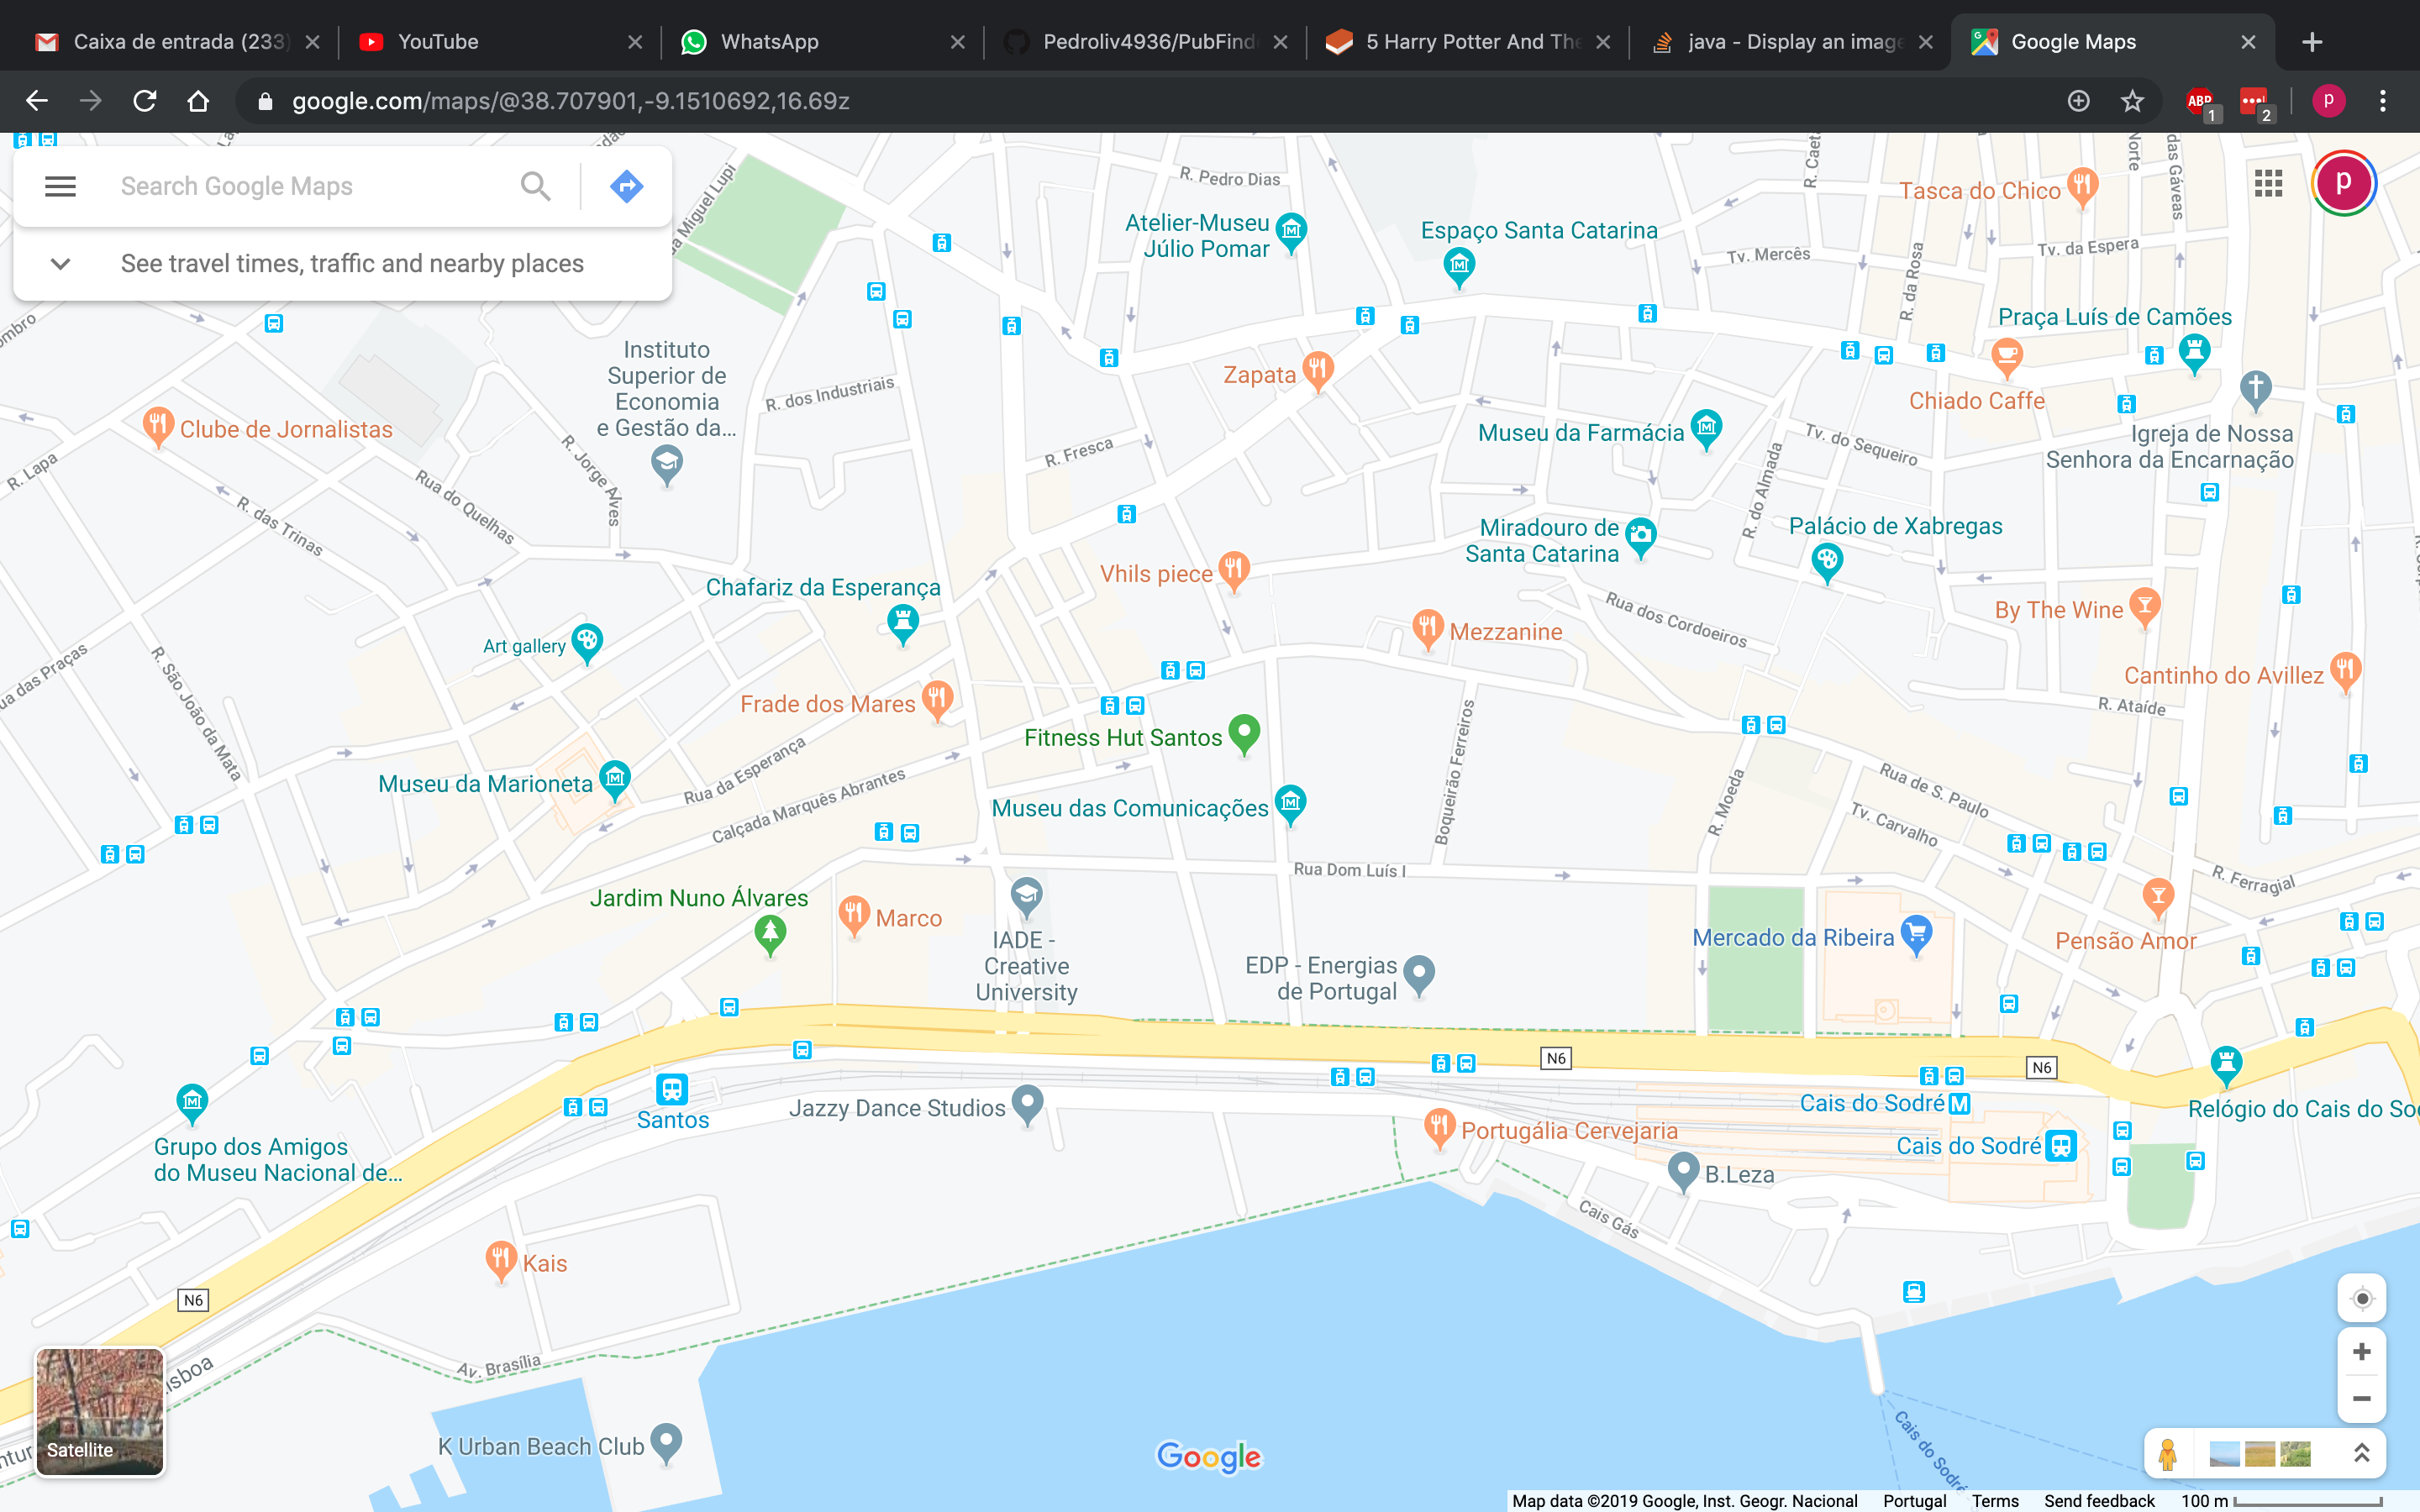 Caixa de entrada (233)
YouTube
WhatsApp
Pedroliv4936/PubFind
5 Harry Potter And The
java - Display an image
Google Maps
google.com/maps/@38.707901,-9.1510692,16.69z
ABP
1
2
p
Search Google Maps
See travel times, traffic and nearby places
p
R. Pedro Dias
Atelier-Museu
Júlio Pomar
Espaço Santa Catarina
Tasca do Chico
Tv. Mercês
Tv. da Espera
R. da Rosa
das Gáveas
Norte
Praça Luís de Camões
Instituto
Superior de
Economia
e Gestão da...
R. dos Industriais
Zapata
Chiado Caffe
Clube de Jornalistas
R. Lapa
R. Jorge Alves
Rua do Quelhas
R. das Trinas
R. Fresca
Museu da Farmácia
Tv. do Sequeiro
R. do Almada
Igreja de Nossa
Senhora da Encarnação
Miradouro de
Santa Catarina
Palácio de Xabregas
Vhils piece
Chafariz da Esperança
Rua dos Cordoeiros
By The Wine
Art gallery
Mezzanine
Cantinho do Avillez
R. Ataíde
R. São João da Mata
Frade dos Mares
Fitness Hut Santos
Boqueirão Ferreiros
Museu da Marioneta
Rua da Esperança
Calçada Marquês Abrantes
Museu das Comunicações
R. Moeda
Rua de S. Paulo
Tv. Carvalho
Rua Dom Luís I
R. Ferragial
Jardim Nuno Álvares
Marco
IADE -
Creative
University
EDP - Energias
de Portugal
Mercado da Ribeira
Pensão Amor
N6
N6
Santos
Jazzy Dance Studios
Cais do Sodré M
Relógio do Cais do So
Portugália Cervejaria
Cais do Sodré
Grupo dos Amigos
do Museu Nacional de...
B.Leza
Cais Gás
Kais
N6
Av. Brasília
Satellite
K Urban Beach Club
Google
Cais do Sodré
Map data ©2019 Google, Inst. Geogr. Nacional Portugal Terms Send feedback 100 m